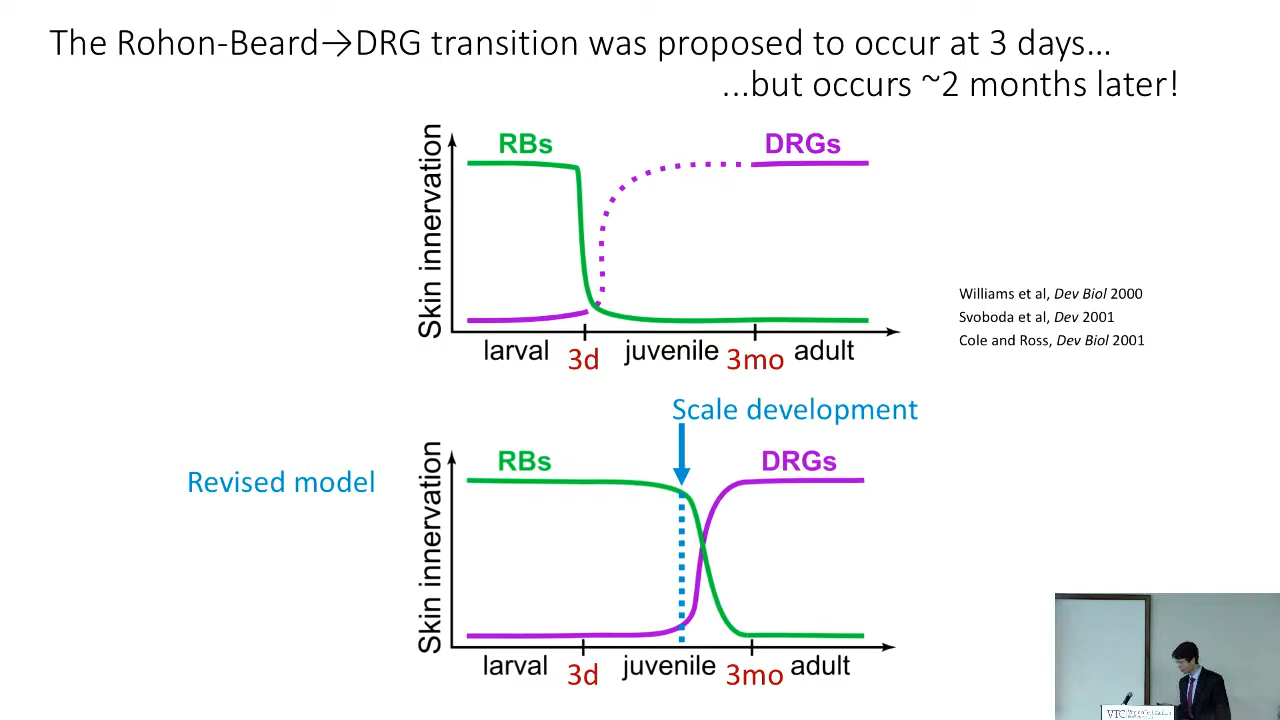 The Rohon-Beard→DRG transition was proposed to occur at 3 days…
...but occurs ~2 months later!
RBs
DRGs
Skin innervation
larval
3d
juvenile
3mo
adult
Williams et al, Dev Biol 2000
Svoboda et al, Dev 2001
Cole and Ross, Dev Biol 2001
Scale development
Revised model
RBs
DRGs
Skin innervation
larval
3d
juvenile
3mo
adult
VTC